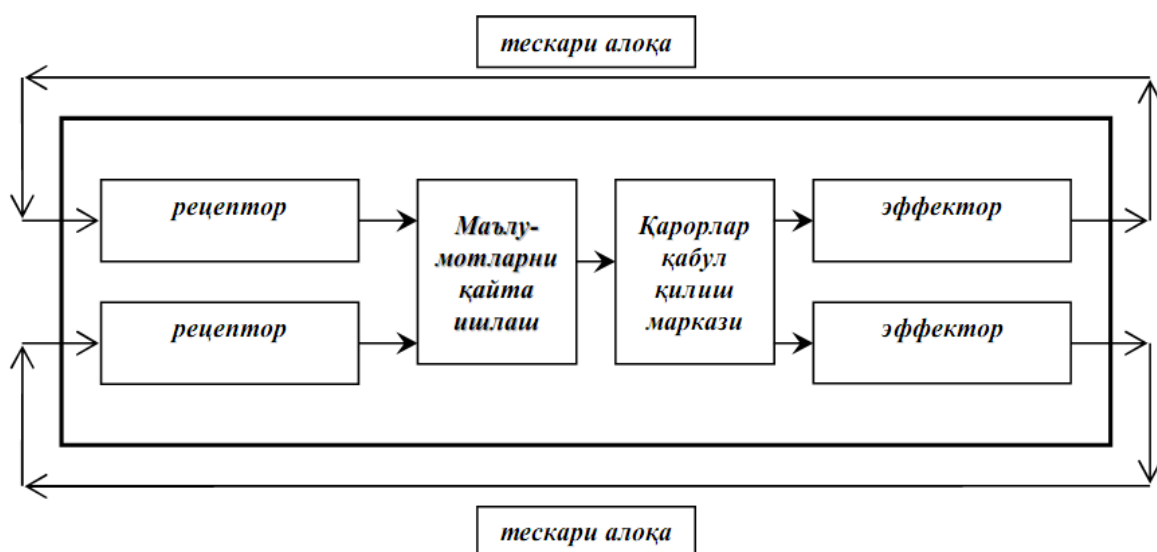 тескари алоқа
рецептор
Маълу-
мотларни
қайта
ишлаш
Қарорлар
қабул
қилиш
маркази
эффектор
рецептор
эффектор
тескари алоқа